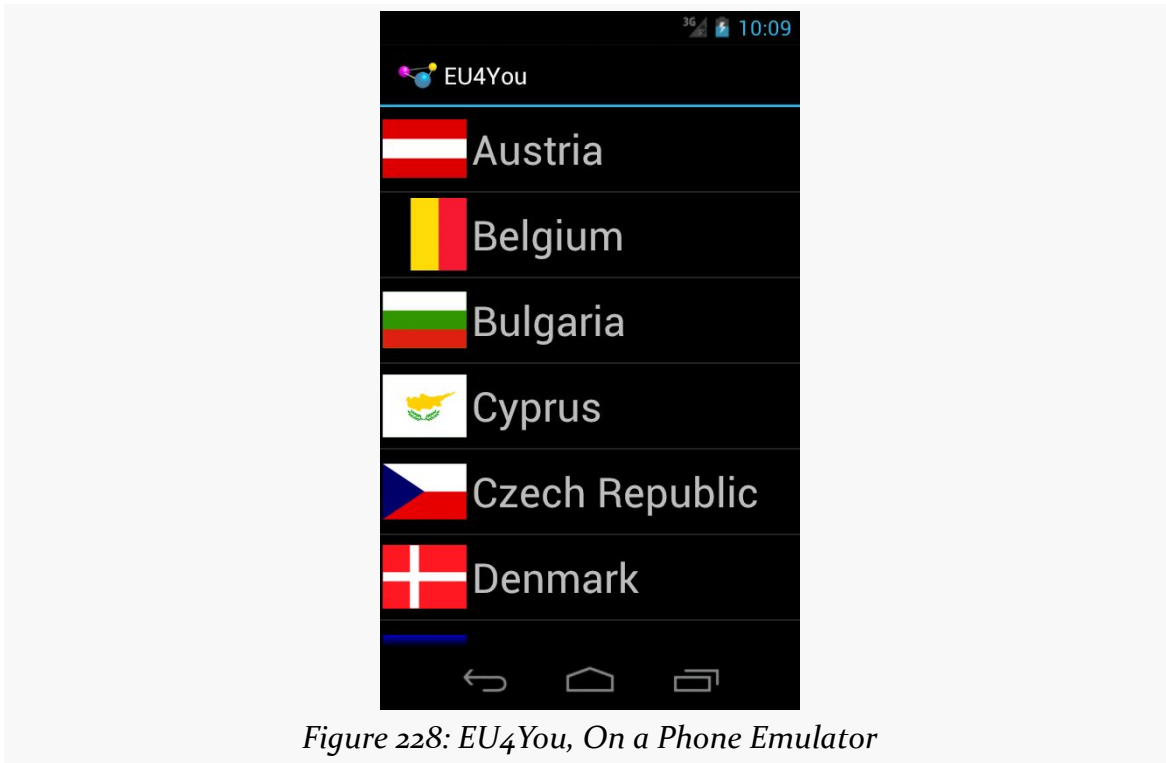 3G 10:09
EU4You
Austria
Belgium
Bulgaria
Cyprus
Czech Republic
Denmark
Figure 228: EU4You, On a Phone Emulator